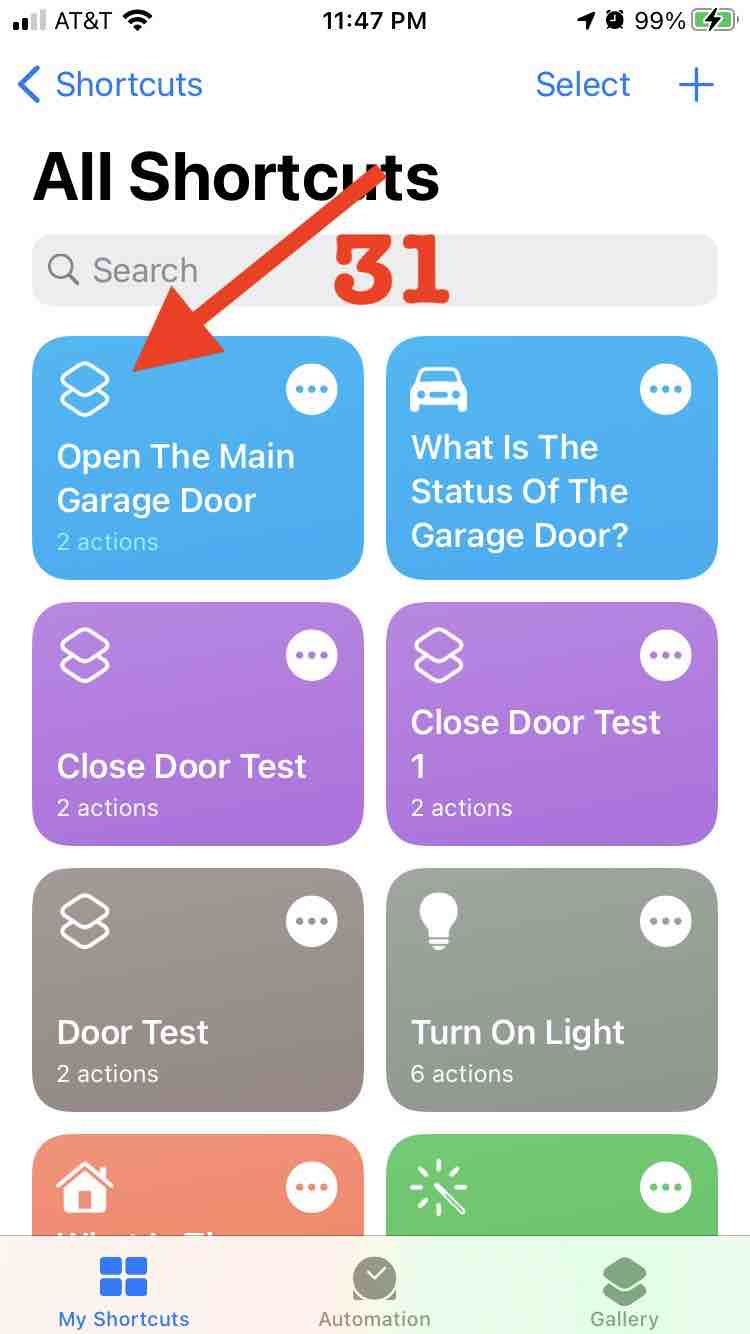 AT&T 11:47 PM 99%
Shortcuts Select
All Shortcuts
Search
31
Open The Main
Garage Door
2 actions
What Is The
Status Of The
Garage Door?
Close Door Test
2 actions
Close Door Test
1
2 actions
Door Test
2 actions
Turn On Light
6 actions
My Shortcuts Automation Gallery